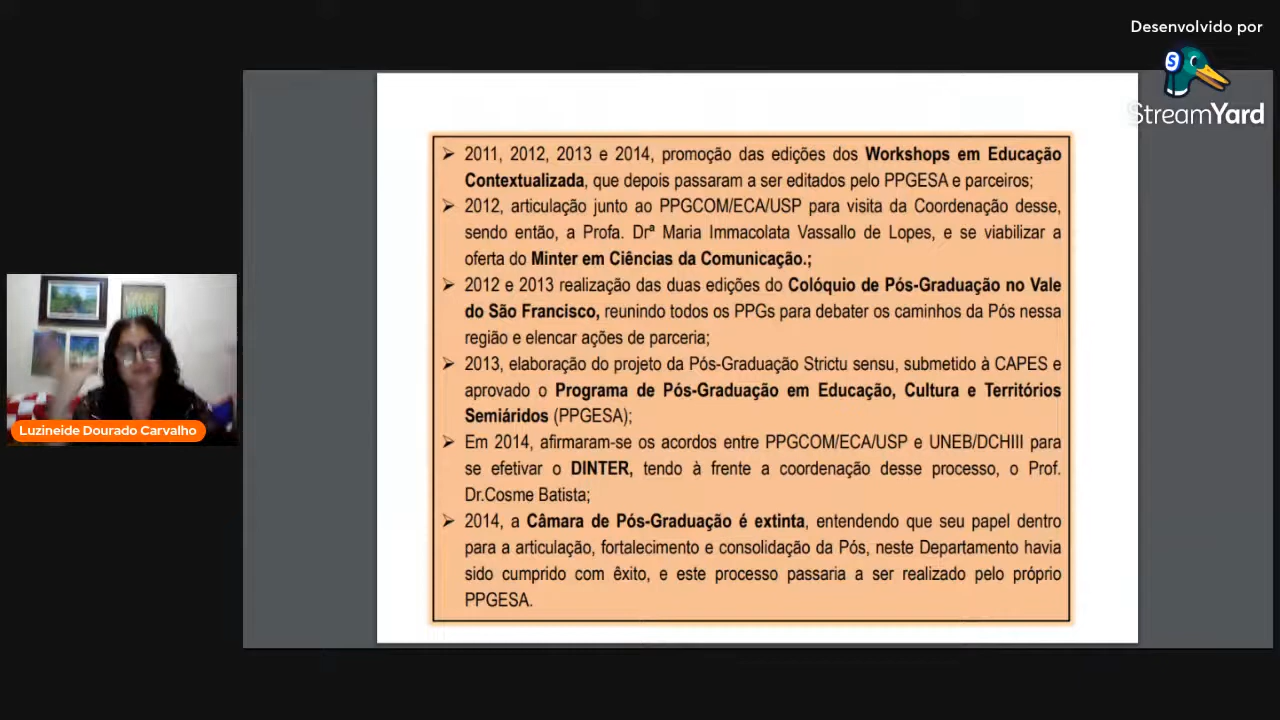 Desenvolvido por
StreamYard
➢ 2011, 2012, 2013 e 2014, promoção das edições dos Workshops em Educação
Contextualizada, que depois passaram a ser editados pelo PPGESA e parceiros;
➢ 2012, articulação junto ao PPGCOM/ECA/USP para visita da Coordenação desse,
sendo então, a Profa. Drª Maria Immacolata Vassallo de Lopes, e se viabilizar a
oferta do Minter em Ciências da Comunicação.;
➢ 2012 e 2013 realização das duas edições do Colóquio de Pós-Graduação no Vale
do São Francisco, reunindo todos os PPGs para debater os caminhos da Pós nessa
região e elencar ações de parceria;
➢ 2013, elaboração do projeto da Pós-Graduação Strictu sensu, submetido à CAPES e
aprovado o Programa de Pós-Graduação em Educação, Cultura e Territórios
Semiáridos (PPGESA);
➢ Em 2014, afirmaram-se os acordos entre PPGCOM/ECA/USP e UNEB/DCHIII para
se efetivar o DINTER, tendo à frente a coordenação desse processo, o Prof.
Dr.Cosme Batista;
➢ 2014, a Câmara de Pós-Graduação é extinta, entendendo que seu papel dentro
para a articulação, fortalecimento e consolidação da Pós, neste Departamento havia
sido cumprido com êxito, e este processo passaria a ser realizado pelo próprio
PPGESA.
Luzineide Dourado Carvalho